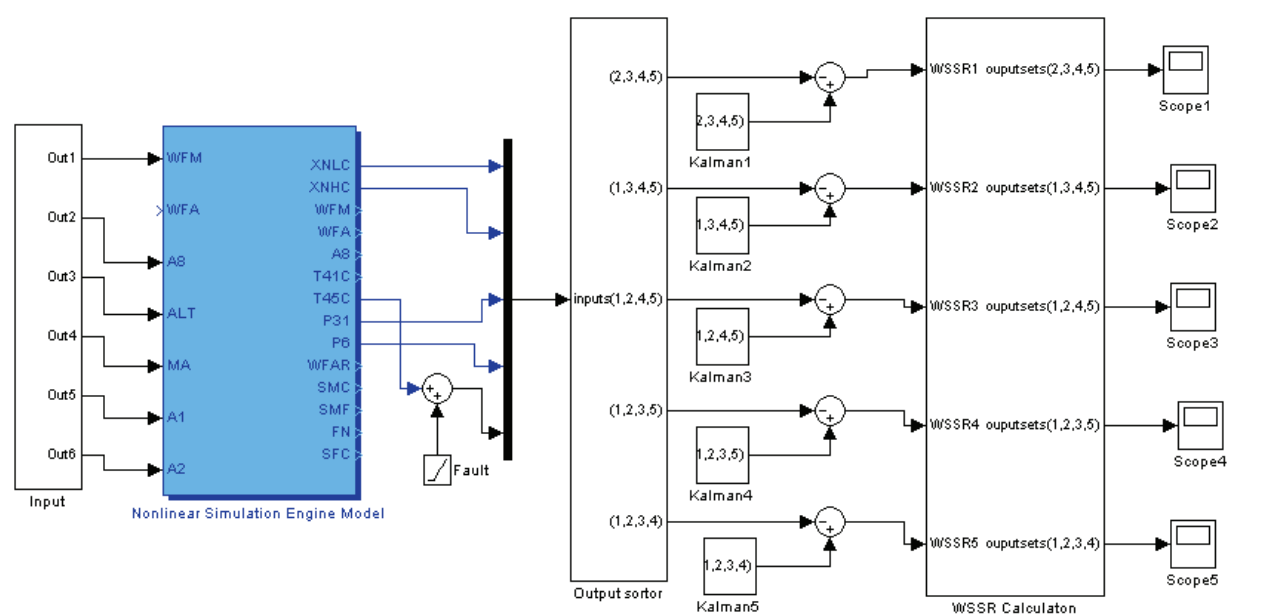 Out1
Out2
Out3
Out4
Out5
Out6
Input
WFM
WFA
A8
ALT
MA
A1
A2
XNLC
XNHC
WFM
WFA
A8
T41C
T45C
P31
P6
WFAR
SMC
SMF
FN
SFC
Nonlinear Simulation Engine Model
Fault
inputs
(2,3,4,5)
(1,3,4,5)
(1,2,4,5)
(1,2,3,5)
(1,2,3,4)
Output sortor
2,3,4,5)
Kalman1
1,3,4,5)
Kalman2
1,2,4,5)
Kalman3
1,2,3,5)
Kalman4
1,2,3,4)
Kalman5
WSSR1 ouputsets(2,3,4,5)
WSSR2 ouputsets(1,3,4,5)
WSSR3 ouputsets(1,2,4,5)
WSSR4 ouputsets(1,2,3,5)
WSSR5 ouputsets(1,2,3,4)
WSSR Calculaton
Scope1
Scope2
Scope3
Scope4
Scope5